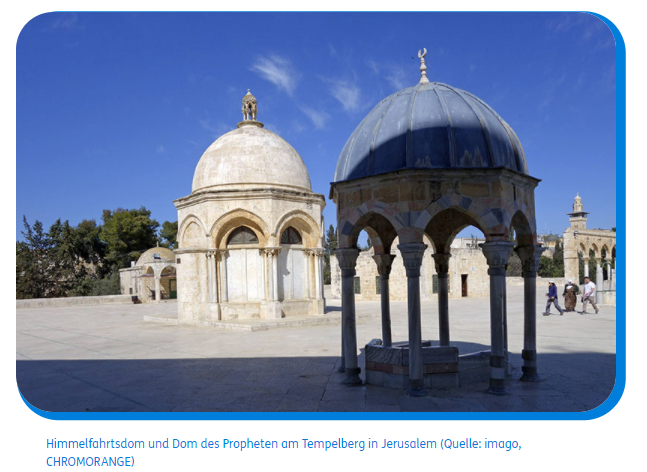 Himmelfahrtsdom und Dom des Propheten am Tempelberg in Jerusalem (Quelle: imago,
CHROMORANGE)